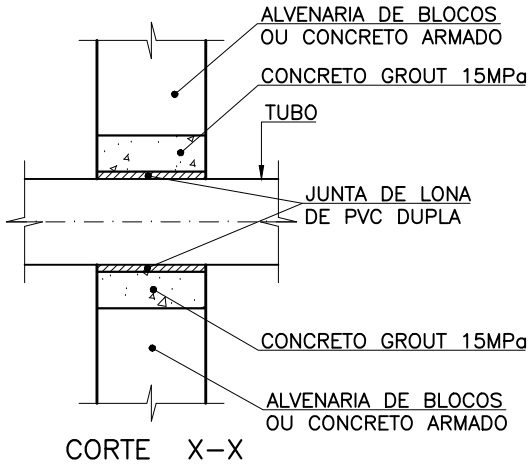 ALVENARIA DE BLOCOS
OU CONCRETO ARMADO
CONCRETO GROUT 15MPa
TUBO
JUNTA DE LONA
DE PVC DUPLA
CONCRETO GROUT 15MPa
ALVENARIA DE BLOCOS
OU CONCRETO ARMADO
CORTE X-X